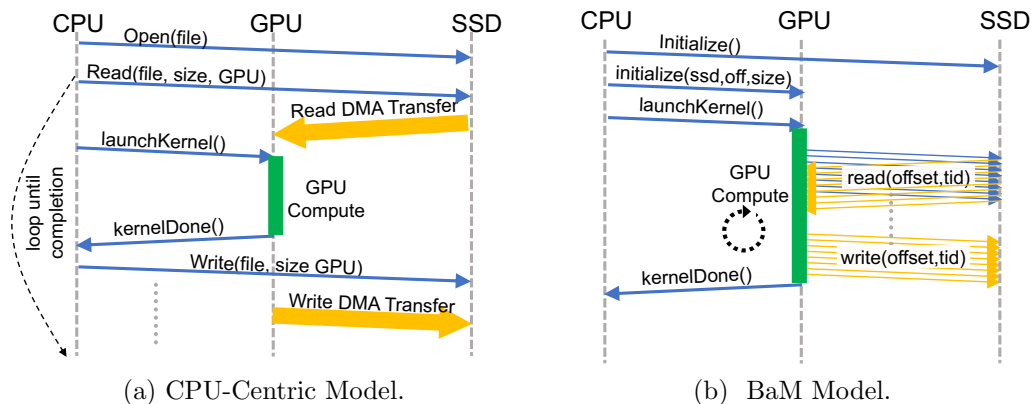 CPU GPU SSD
Open(file)
Read(file, size, GPU)
Read DMA Transfer
launchKernel()
GPU
Compute
loop until
completion
kernelDone()
Write(file, size GPU)
Write DMA Transfer
(a) CPU-Centric Model.
CPU GPU SSD
Initialize()
initialize(ssd,off,size)
launchKernel()
read(offset,tid)
GPU
Compute
write(offset,tid)
kernelDone()
(b) BaM Model.